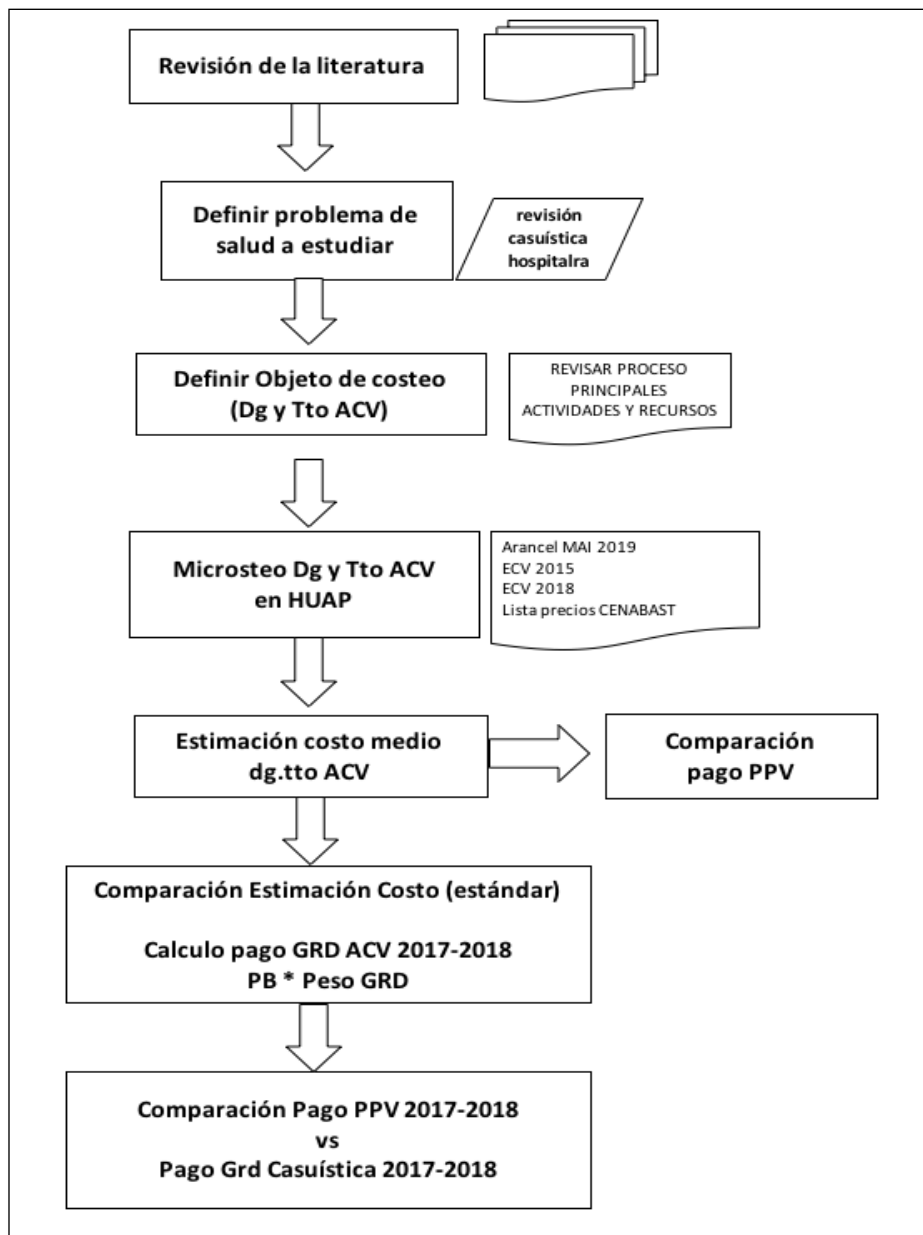 Revisión de la literatura
Definir problema de
salud a estudiar
revisión
casuística
hospitalra
Definir Objeto de costeo
(Dg y Tto ACV)
REVISAR PROCESO
PRINCIPALES
ACTIVIDADES Y RECURSOS
Microsteo Dg y Tto ACV
en HUAP
Arancel MAI 2019
ECV 2015
ECV 2018
Lista precios CENABAST
Estimación costo medio
dg.tto ACV
Comparación
pago PPV
Comparación Estimación Costo (estándar)
Calculo pago GRD ACV 2017-2018
PB * Peso GRD
Comparación Pago PPV 2017-2018
vs
Pago Grd Casuística 2017-2018